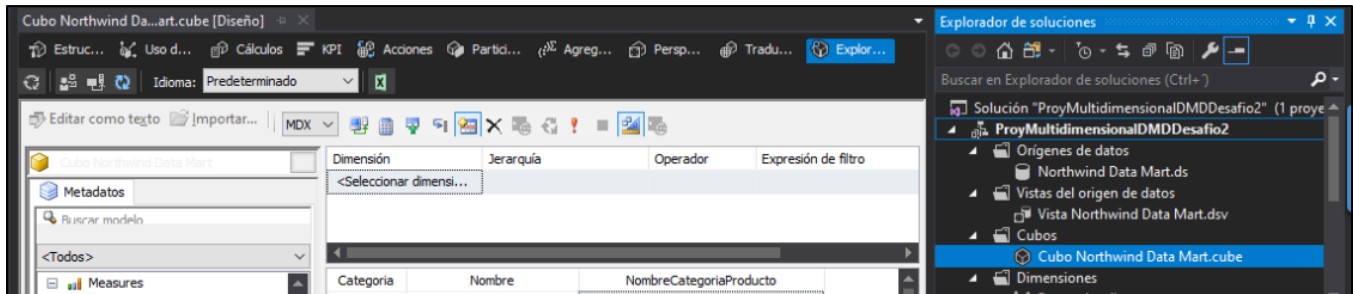 Cubo Northwind Da...art.cube [Diseño]
Estruc... Uso d... Cálculos KPI Acciones Partici... Agreg... Persp... Tradu... Explor...
Idioma: Predeterminado
Editar como texto Importar... MDX
Cubo Northwind Data Mart
Metadatos
Buscar modelo
<Todos>
Measures
Dimensión Jerarquía Operador Expresión de filtro
<Seleccionar dimensi...
Categoria Nombre NombreCategoriaProducto
Explorador de soluciones
Buscar en Explorador de soluciones (Ctrl+´)
Solución "ProyMultidimensionalDMDDesafio2" (1 proye
ProyMultidimensionalDMDDesafio2
Orígenes de datos
Northwind Data Mart.ds
Vistas del origen de datos
Vista Northwind Data Mart.dsv
Cubos
Cubo Northwind Data Mart.cube
Dimensiones